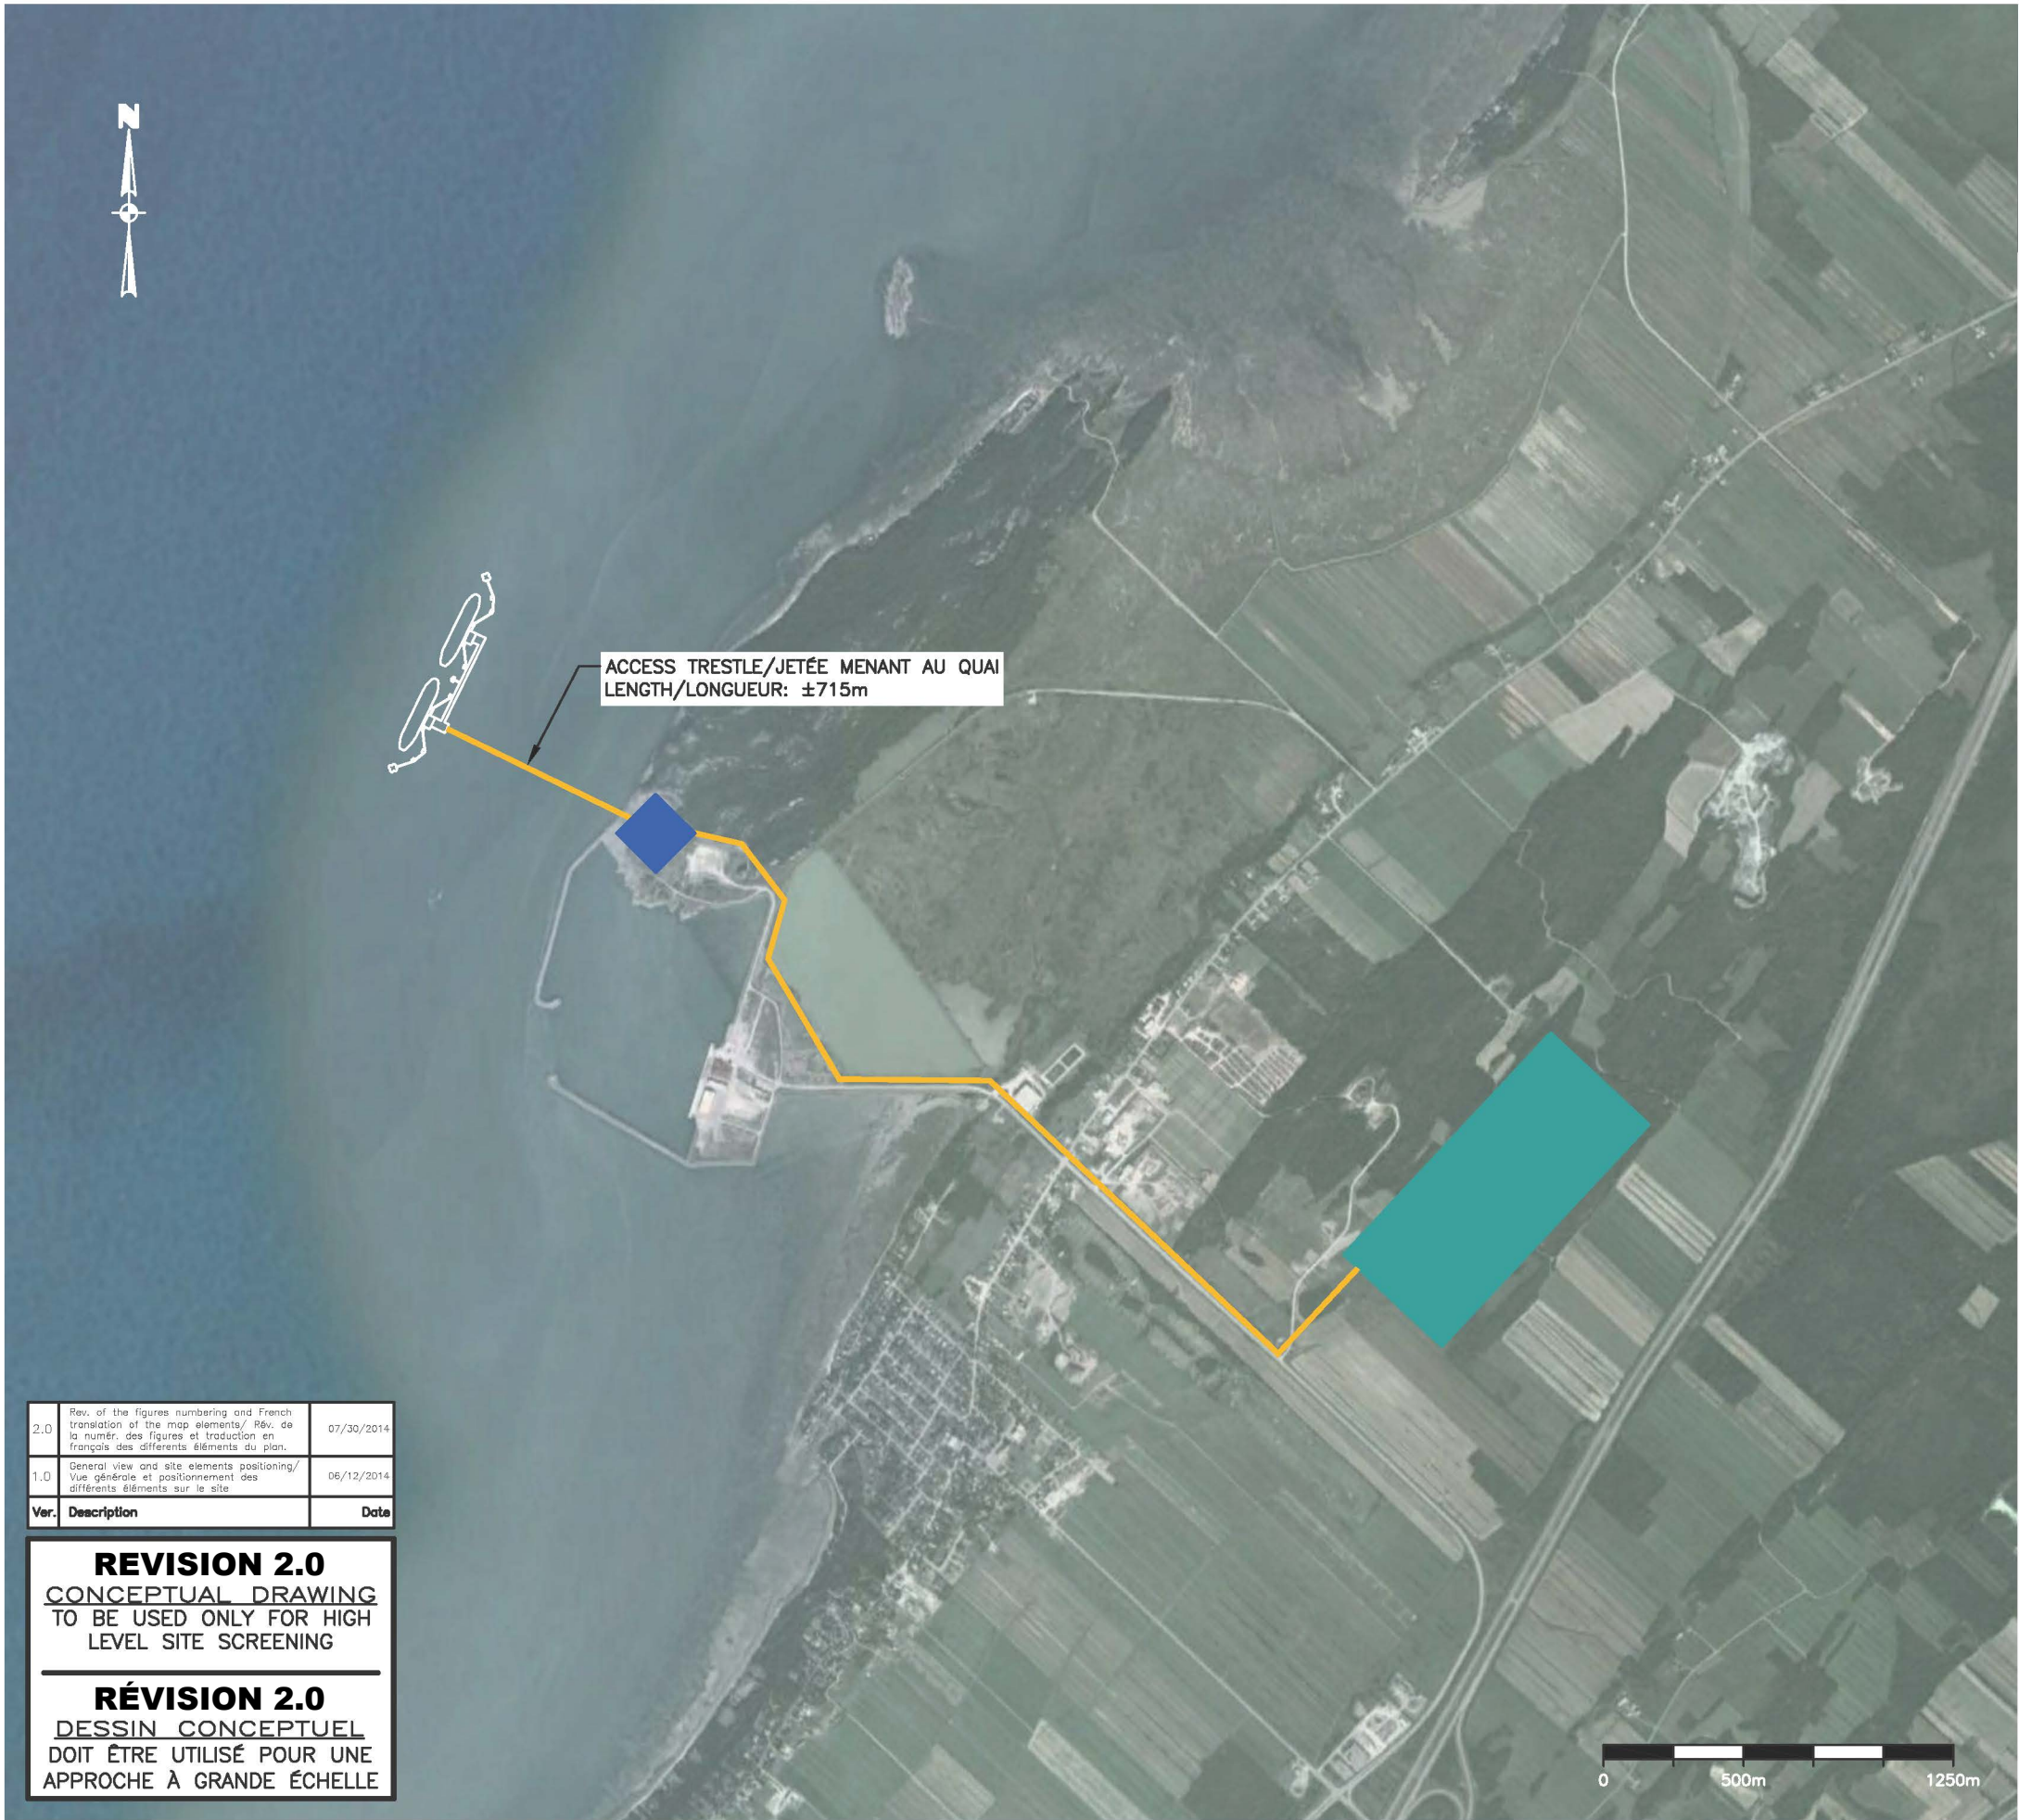 N
ACCESS TRESTLE/JETÉE MENANT AU QUAI
LENGTH/LONGUEUR: ±715m
2.0
Rev. of the figures numbering and French
translation of the map elements/ Rév. de
la numér. des figures et traduction en
français des differents éléments du plan.
07/30/2014
1.0
General view and site elements positioning/
Vue générale et positionnement des
différents éléments sur le site
06/12/2014
Ver. Description Date
REVISION 2.0
CONCEPTUAL DRAWING
TO BE USED ONLY FOR HIGH
LEVEL SITE SCREENING
RÉVISION 2.0
DESSIN CONCEPTUEL
DOIT ÊTRE UTILISÉ POUR UNE
APPROCHE À GRANDE ÉCHELLE
0 500m 1250m